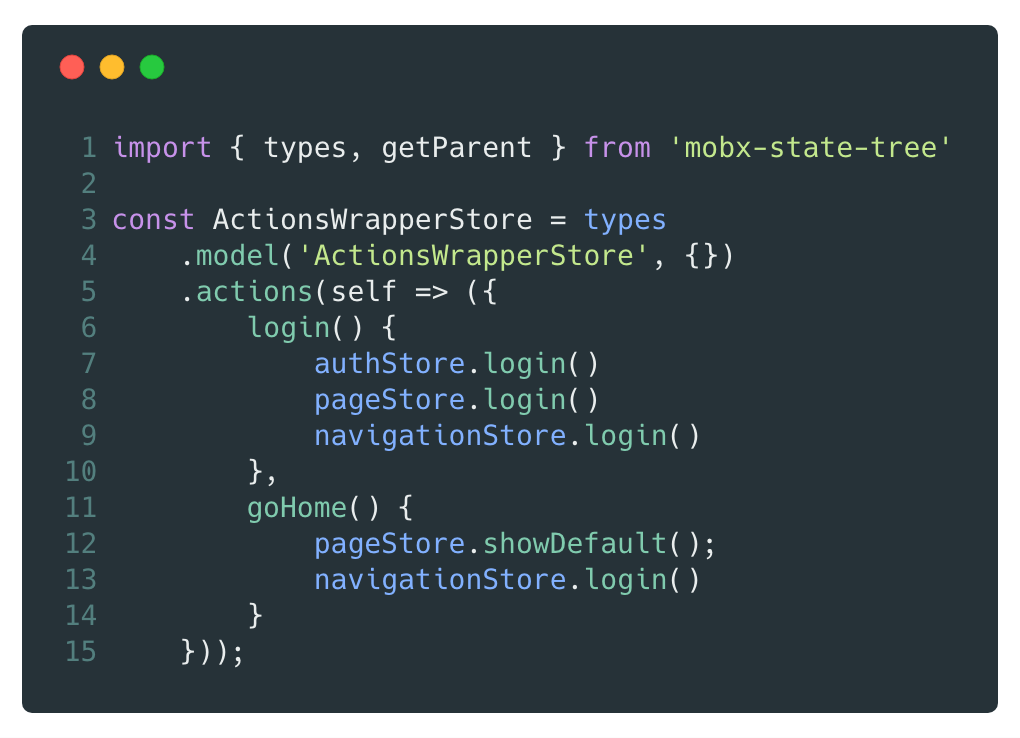 1 import { types, getParent } from 'mobx-state-tree'
2
3 const ActionsWrapperStore = types
4     .model('ActionsWrapperStore', {})
5     .actions(self => ({
6         login() {
7             authStore.login()
8             pageStore.login()
9             navigationStore.login()
10         },
11         goHome() {
12             pageStore.showDefault();
13             navigationStore.login()
14         }
15     }));